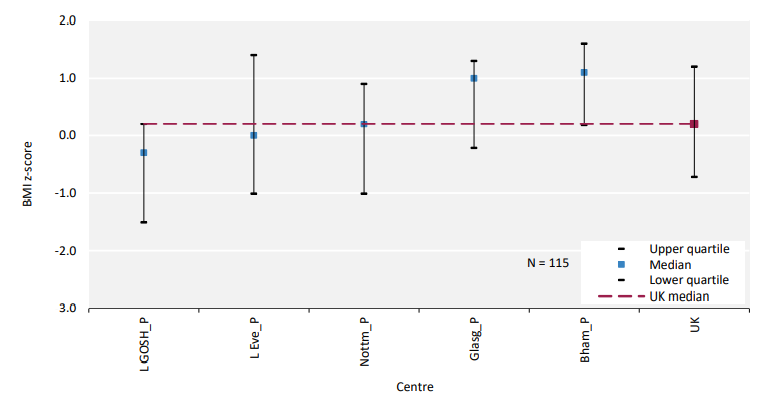 2.0
1.0
0.0
-1.0
-2.0
3.0
BMI z-score
N = 115
Upper quartile
Median
Lower quartile
UK median
L GOSH_P
L Eve_P
Nottm_P
Glasg_P
Bham_P
UK
Centre